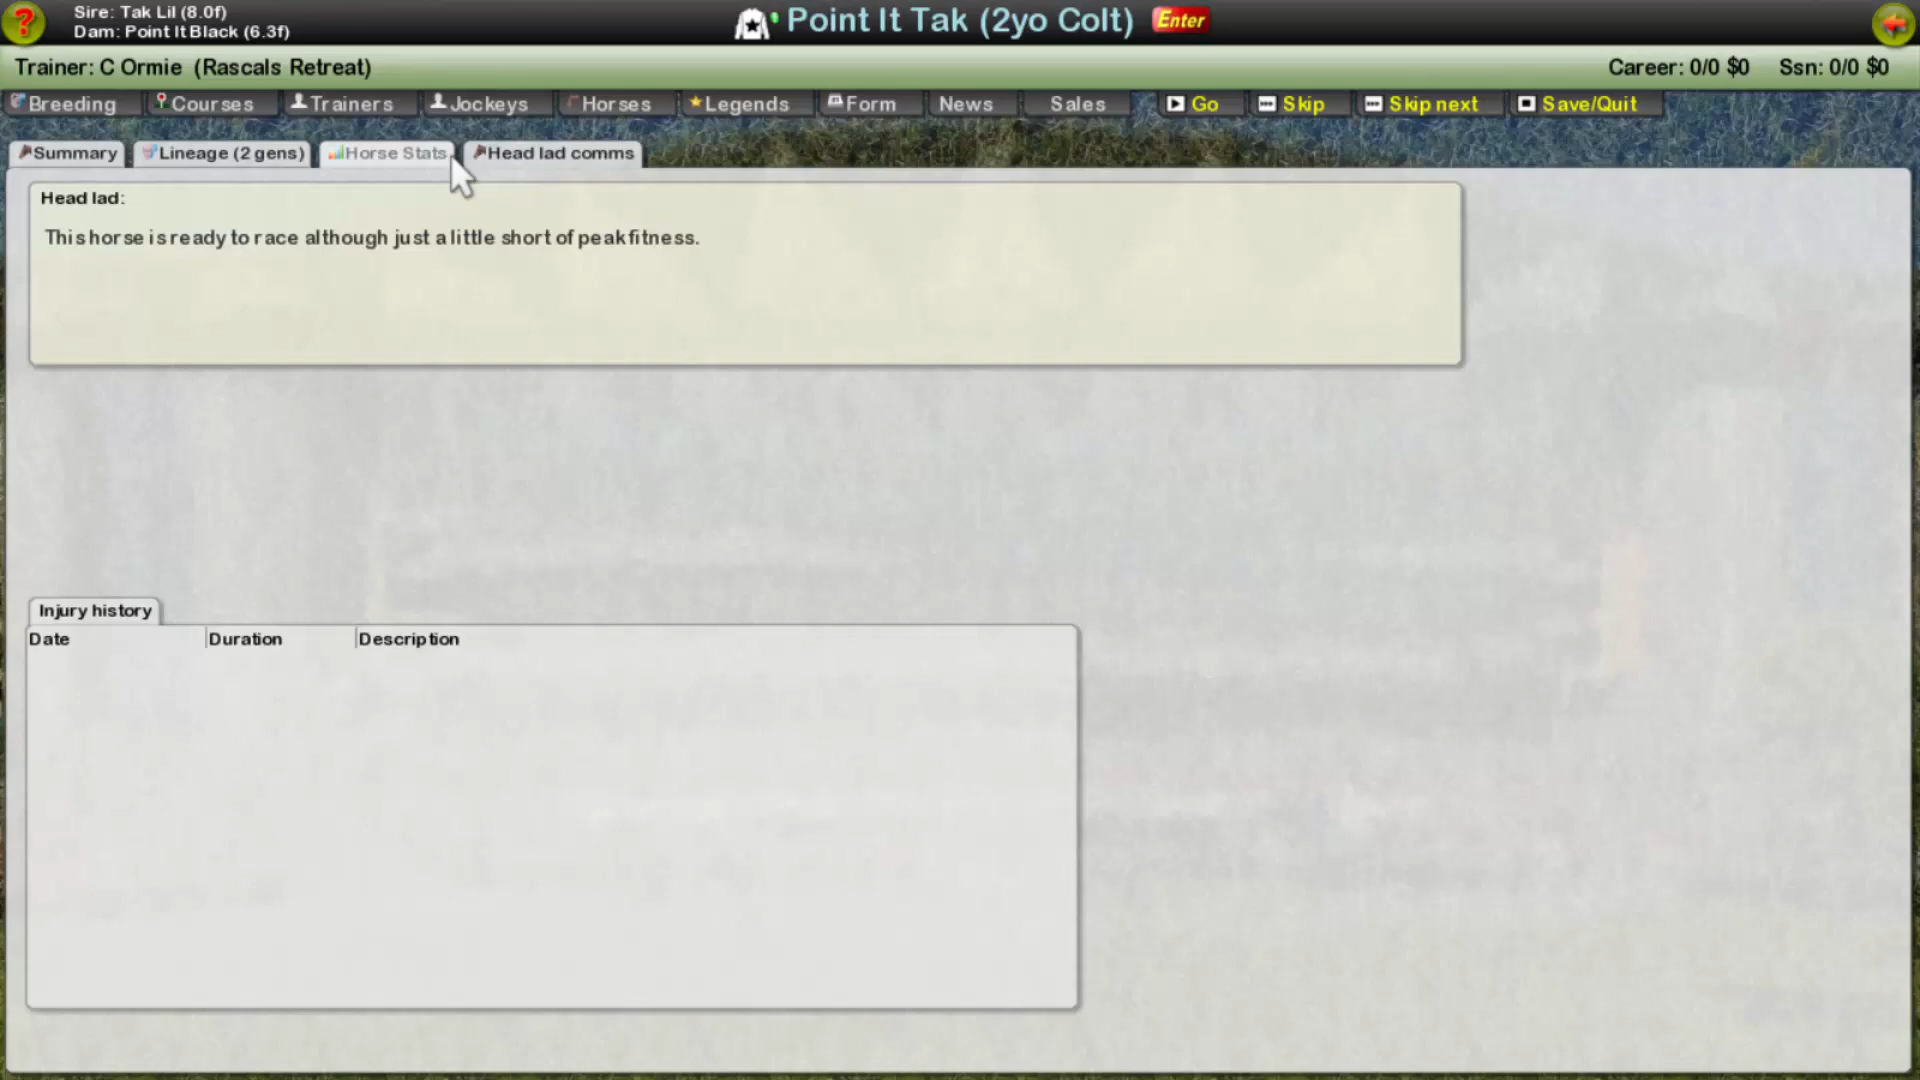 Sire: Tak Lil (8.0f)
Dam: Point It Black (6.3f)
Point It Tak (2yo Colt) Enter
Trainer: C Ormie (Rascals Retreat)
Career: 0/0 $0 Ssn: 0/0 $0
Breeding Courses Trainers Jockeys Horses Legends Form News Sales Go Skip Skip next Save/Quit
Summary Lineage (2 gens) Horse Stats Head lad comms
Head lad:
This horse is ready to race although just a little short of peak fitness.
Injury history
Date Duration Description